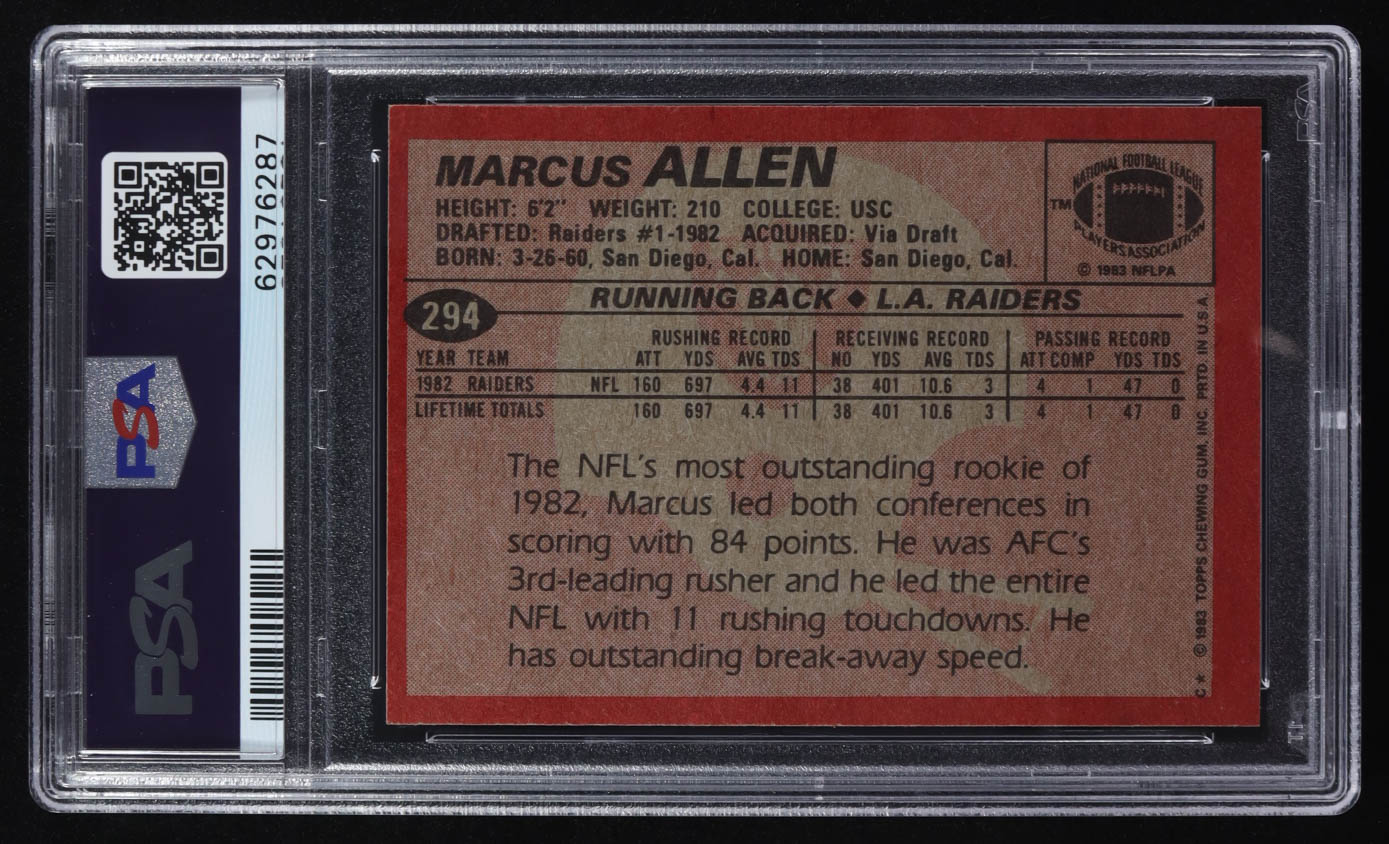 62976287
PSA
PSA
PSA
MARCUS ALLEN
HEIGHT: 6'2" WEIGHT: 210 COLLEGE: USC
DRAFTED: Raiders #1-1982 ACQUIRED: Via Draft
BORN: 3-26-60, San Diego, Cal. HOME: San Diego, Cal.
NATIONAL FOOTBALL LEAGUE
TM
PLAYERS ASSOCIATION
© 1983 NFLPA
294
RUNNING BACK ◆ L.A. RAIDERS
RUSHING RECORD RECEIVING RECORD PASSING RECORD
YEAR TEAM ATT YDS AVG TDS NO YDS AVG TDS ATT COMP YDS TDS
1982 RAIDERS NFL 160 697 4.4 11 38 401 10.6 3 4 1 47 0
LIFETIME TOTALS 160 697 4.4 11 38 401 10.6 3 4 1 47 0
The NFL's most outstanding rookie of
1982, Marcus led both conferences in
scoring with 84 points. He was AFC's
3rd-leading rusher and he led the entire
NFL with 11 rushing touchdowns. He
has outstanding break-away speed.
C★ © 1983 TOPPS CHEWING GUM, INC. PRTD. IN U.S.A.